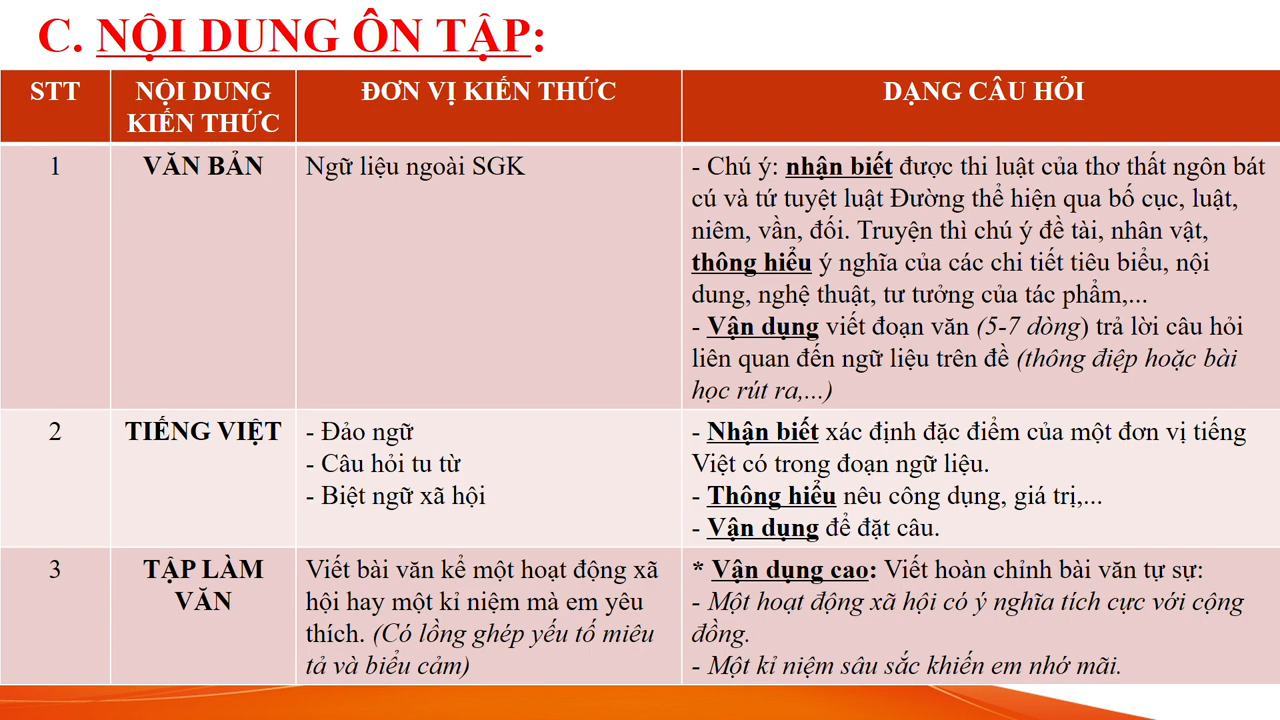 C. NỘI DUNG ÔN TẬP:
STT
NỘI DUNG
KIẾN THỨC
ĐƠN VỊ KIẾN THỨC
DẠNG CÂU HỎI
1
VĂN BẢN
Ngữ liệu ngoài SGK
- Chú ý: nhận biết được thi luật của thơ thất ngôn bát
cú và tứ tuyệt luật Đường thể hiện qua bố cục, luật,
niêm, vần, đối. Truyện thì chú ý đề tài, nhân vật,
thông hiểu ý nghĩa của các chi tiết tiêu biểu, nội
dung, nghệ thuật, tư tưởng của tác phẩm,...
- Vận dụng viết đoạn văn (5-7 dòng) trả lời câu hỏi
liên quan đến ngữ liệu trên đề (thông điệp hoặc bài
học rút ra,...)
2
TIẾNG VIỆT
- Đảo ngữ
- Câu hỏi tu từ
- Biệt ngữ xã hội
- Nhận biết xác định đặc điểm của một đơn vị tiếng
Việt có trong đoạn ngữ liệu.
- Thông hiểu nêu công dụng, giá trị,...
- Vận dụng để đặt câu.
3
TẬP LÀM
VĂN
Viết bài văn kể một hoạt động xã
hội hay một kỉ niệm mà em yêu
thích. (Có lồng ghép yếu tố miêu
tả và biểu cảm)
* Vận dụng cao: Viết hoàn chỉnh bài văn tự sự:
- Một hoạt động xã hội có ý nghĩa tích cực với cộng
đồng.
- Một kỉ niệm sâu sắc khiến em nhớ mãi.